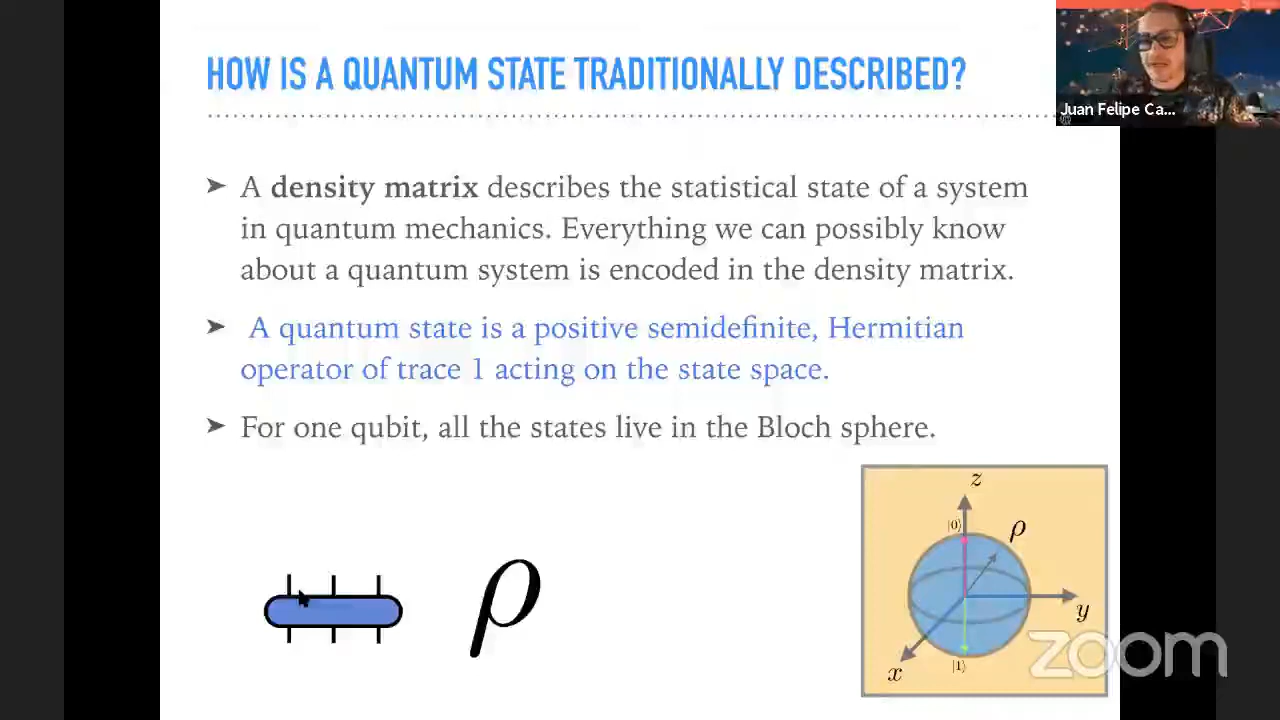 HOW IS A QUANTUM STATE TRADITIONALLY DESCRIBED?
Juan Felipe Ca...
➤ A density matrix describes the statistical state of a system
in quantum mechanics. Everything we can possibly know
about a quantum system is encoded in the density matrix.
➤ A quantum state is a positive semidefinite, Hermitian
operator of trace 1 acting on the state space.
➤ For one qubit, all the states live in the Bloch sphere.
ρ
z
|0⟩
ρ
y
x
|1⟩
zoom